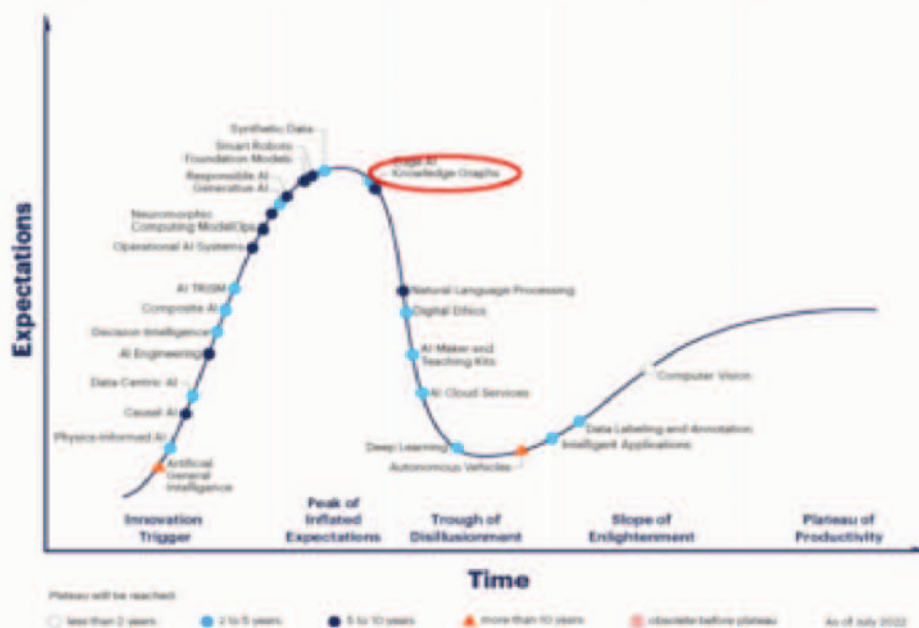 Expectations
Synthetic Data
Smart Robots
Foundation Models
Edge AI
Knowledge Graphs
Responsible AI
Generative AI
Neuromorphic
Computing ModelOps
Operational AI Systems
AI TRISM
Composite AI
Decision Intelligence
AI Engineering
Data-Centric AI
Causal AI
Physics-Informed AI
Artificial
General
Intelligence
Natural Language Processing
Digital Ethics
AI Maker and
Teaching Kits
AI Cloud Services
Deep Learning
Autonomous Vehicles
Computer Vision
Data Labeling and Annotation
Intelligent Applications
Innovation
Trigger
Peak of
Inflated
Expectations
Trough of
Disillusionment
Slope of
Enlightenment
Plateau of
Productivity
Time
Plateau will be reached:
less than 2 years
2 to 5 years
5 to 10 years
more than 10 years
obsolete before plateau
As of July 2022